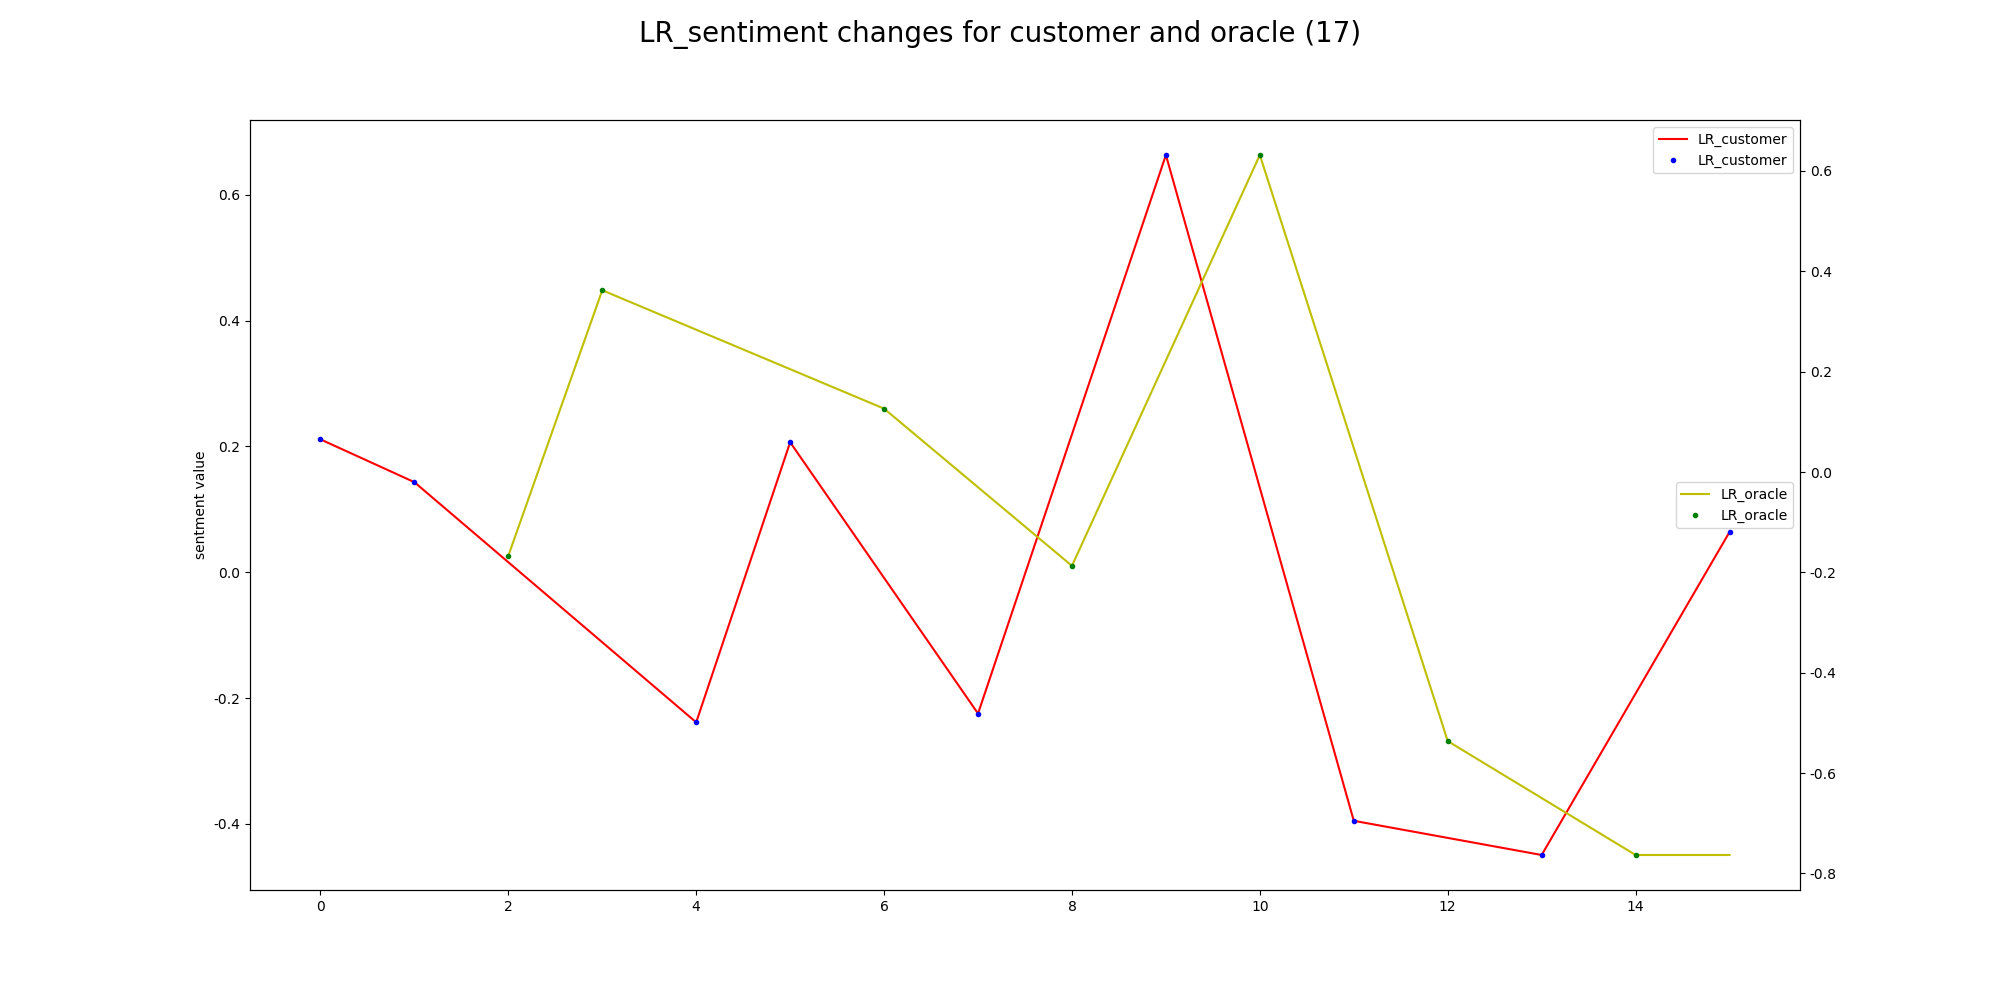 LR_sentiment changes for customer and oracle (17)
LR_customer
LR_customer
LR_oracle
LR_oracle
sentment value
0.6
0.4
0.2
0.0
-0.2
-0.4
0.6
0.4
0.2
0.0
-0.2
-0.4
-0.6
-0.8
0 2 4 6 8 10 12 14